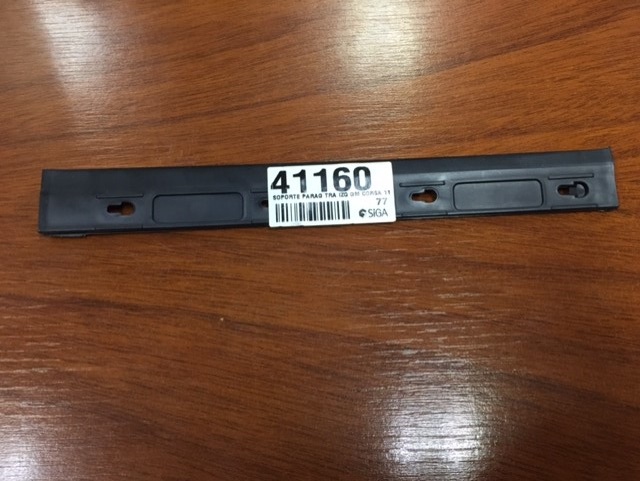 41160
SOPORTE PARAG TRA IZQ GM CORSA 11
77
SIGA